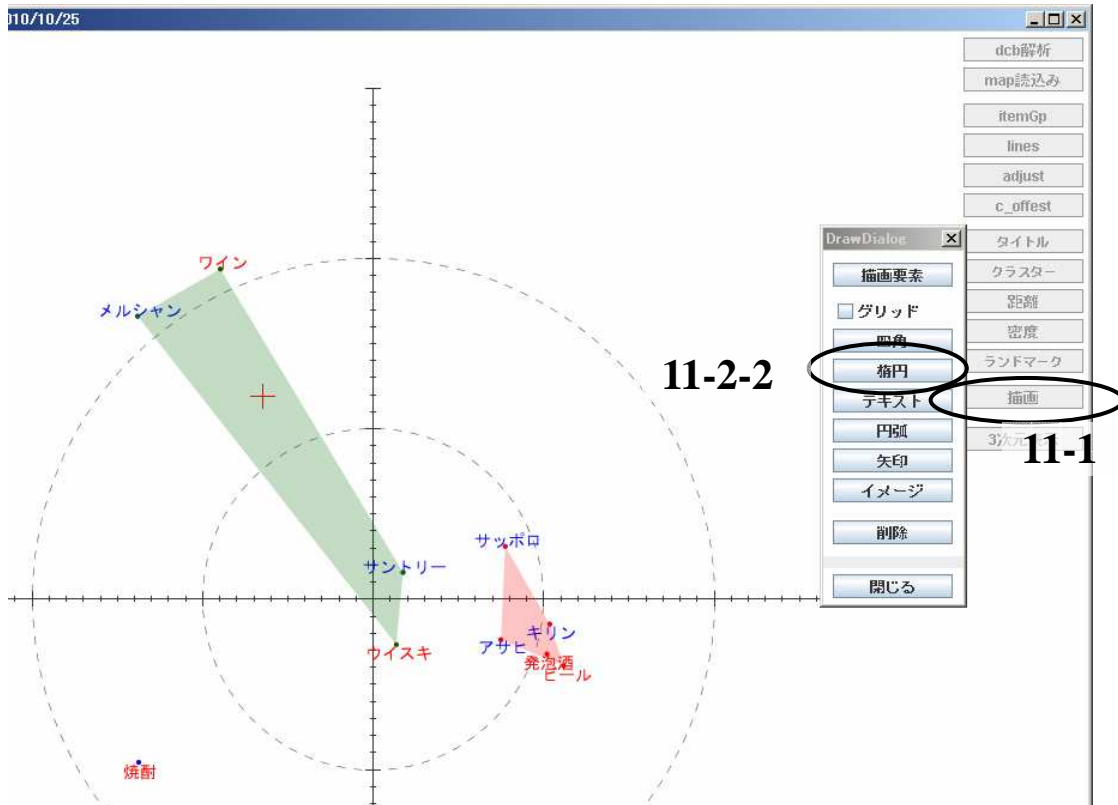 010/10/25
dcb解析
map読込み
itemGp
lines
adjust
c_offest
タイトル
クラスター
距離
密度
ランドマーク
描画
11-1
DrawDialog
描画要素
グリッド
四角
楕円
11-2-2
テキスト
円弧
矢印
イメージ
削除
閉じる
ワイン
メルシャン
サントリー
ウイスキ
サッポロ
キリン
アサヒ
発泡酒
ビール
焼酎